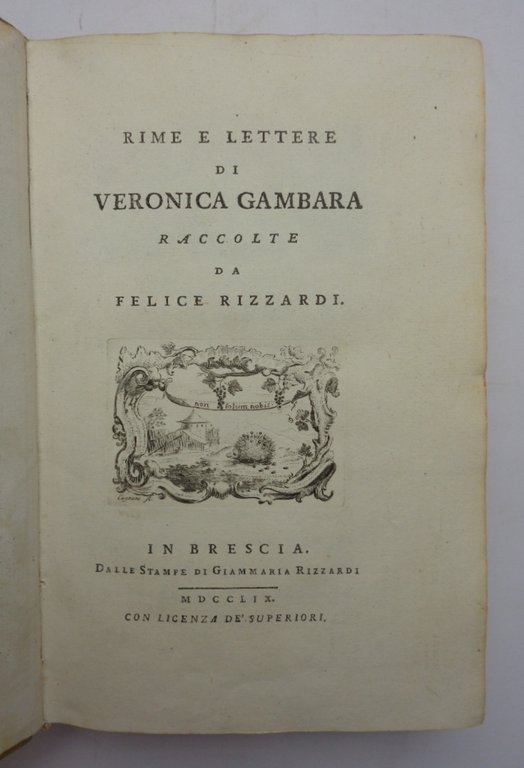 RIME E LETTERE
DI
VERONICA GAMBARA
RACCOLTE
DA
FELICE RIZZARDI.
non solum nobis
IN BRESCIA.
DALLE STAMPE DI GIAMMARIA RIZZARDI
MDCCLIX.
CON LICENZA DE' SUPERIORI.